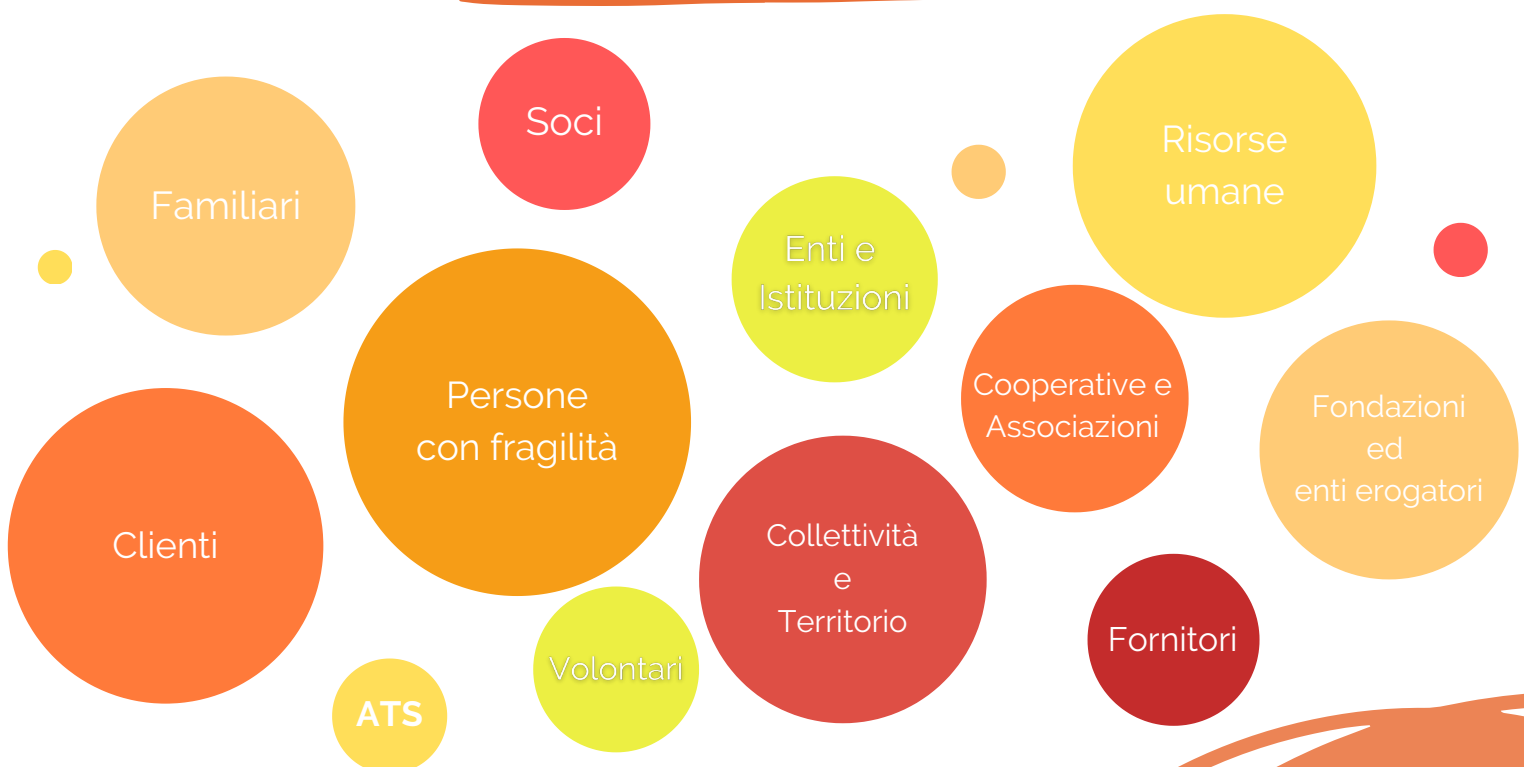 Soci
Familiari
Risorse
umane
Enti e
Istituzioni
Persone
con fragilità
Cooperative e
Associazioni
Fondazioni
ed
enti erogatori
Clienti
Collettività
e
Territorio
Volontari
Fornitori
ATS